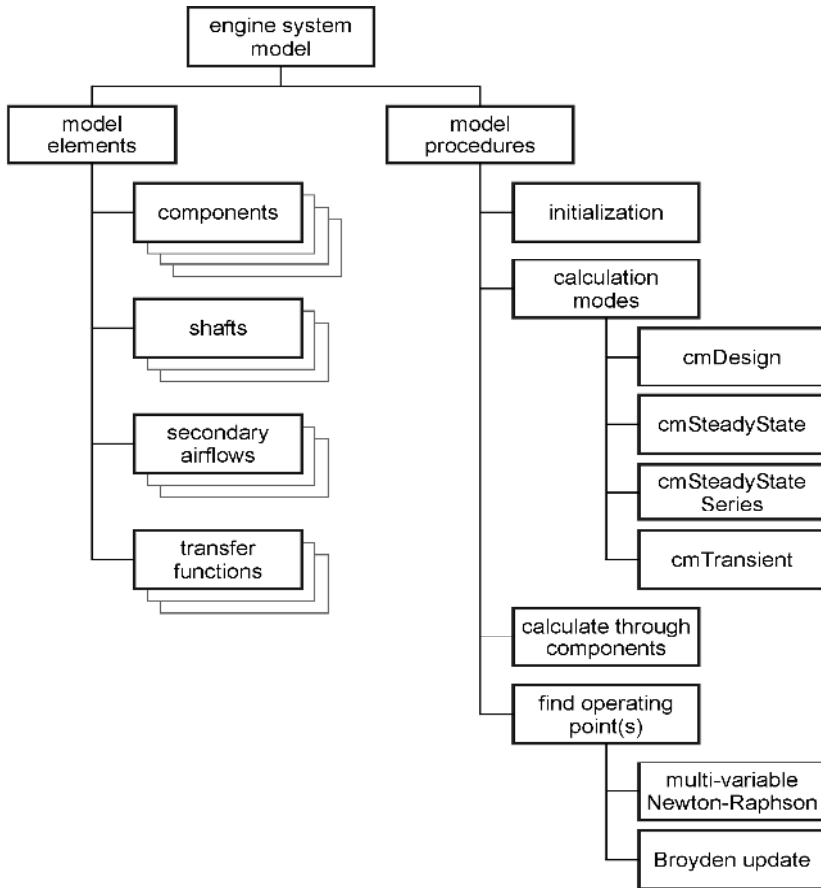 engine system
model
model
elements
model
procedures
components
shafts
secondary
airflows
transfer
functions
initialization
calculation
modes
cmDesign
cmSteadyState
cmSteadyState
Series
cmTransient
calculate through
components
find operating
point(s)
multi-variable
Newton-Raphson
Broyden update